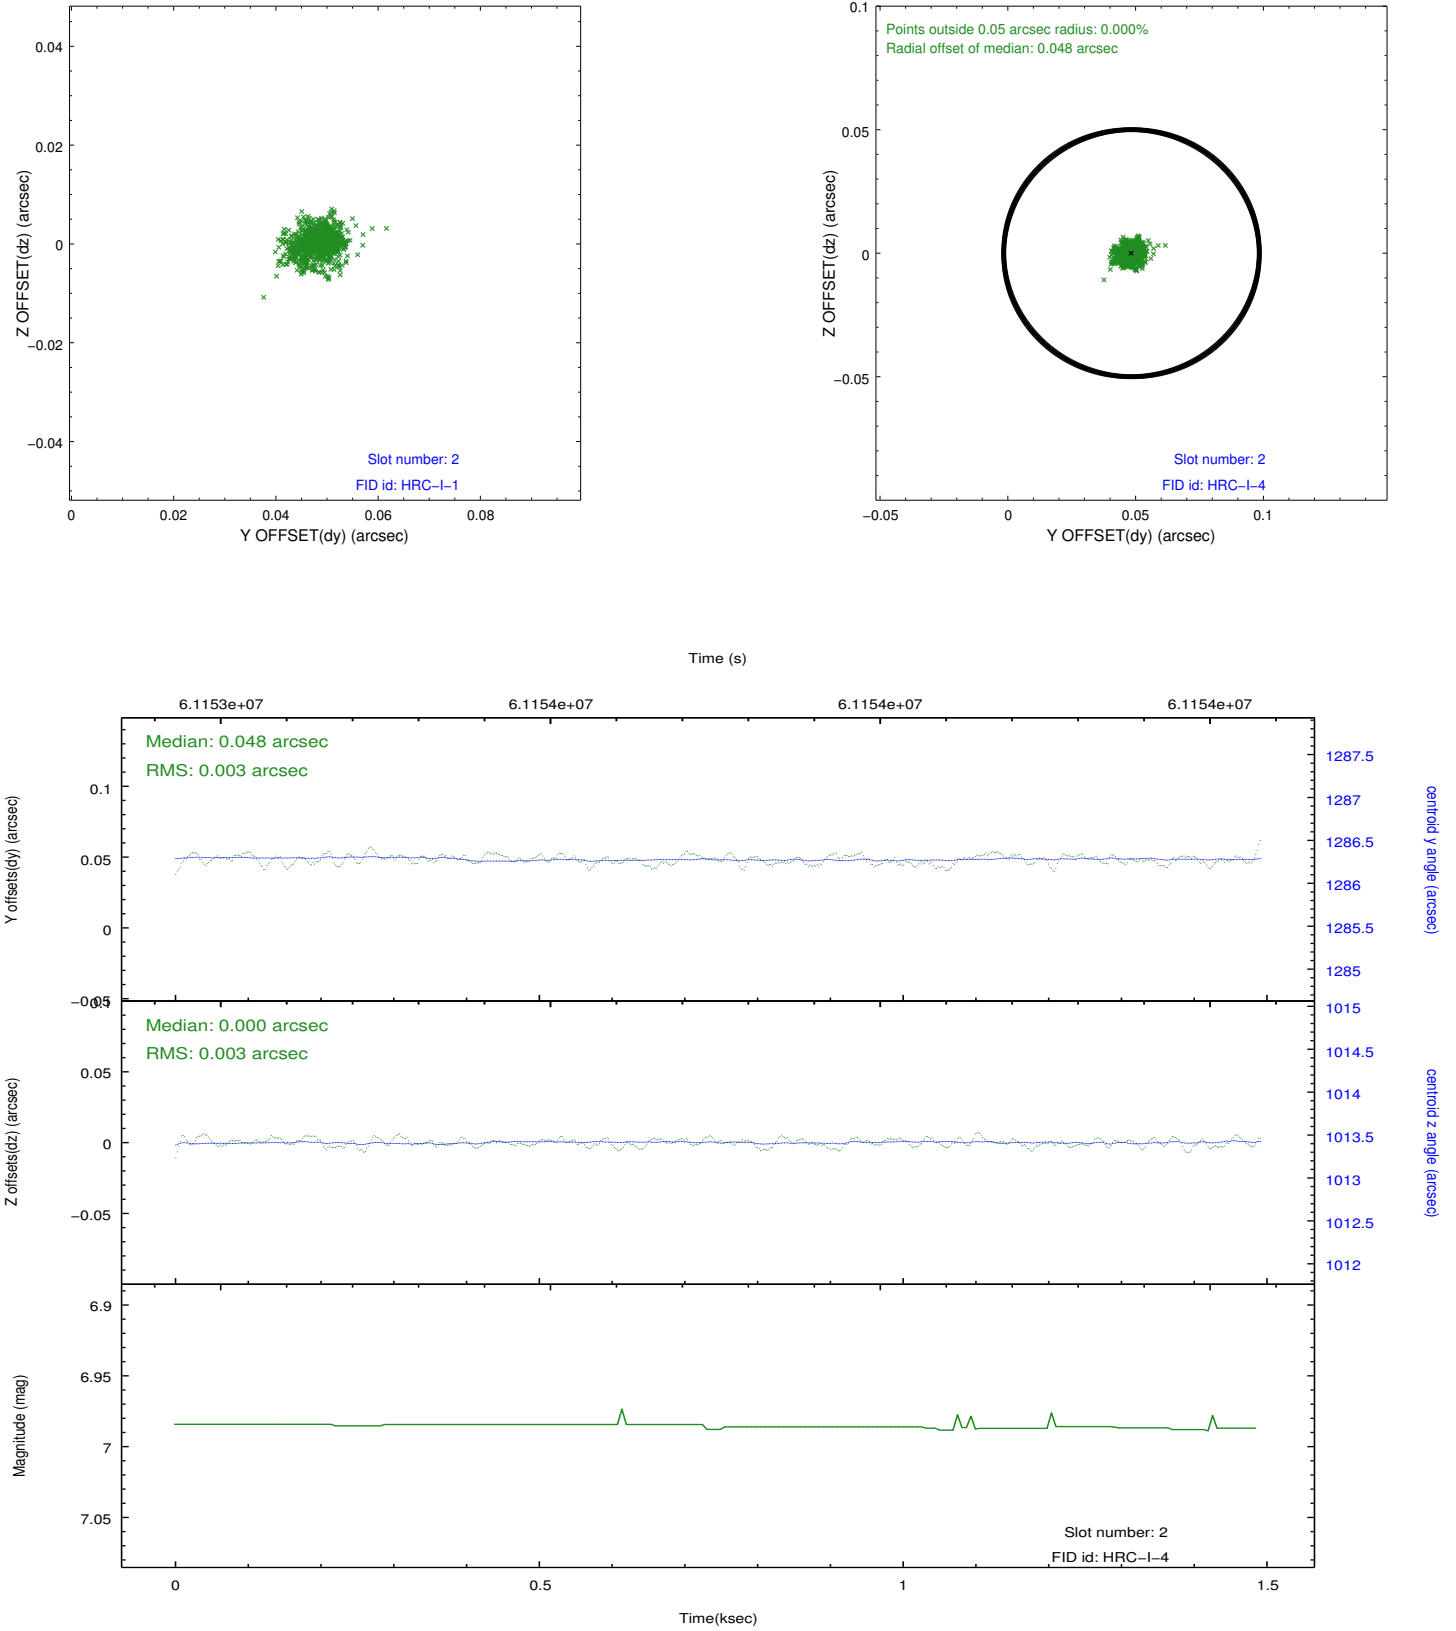 0.04
0.02
0
−0.02
−0.04
Z OFFSET(dz) (arcsec)
Slot number: 2
FID id: HRC−I−1
0 0.02 0.04 0.06 0.08
Y OFFSET(dy) (arcsec)
Points outside 0.05 arcsec radius: 0.000%
Radial offset of median: 0.048 arcsec
0.1
0.05
0
−0.05
Z OFFSET(dz) (arcsec)
Slot number: 2
FID id: HRC−I−4
−0.05 0 0.05 0.1
Y OFFSET(dy) (arcsec)
Time (s)
6.1153e+07 6.1154e+07 6.1154e+07 6.1154e+07
Median: 0.048 arcsec
RMS: 0.003 arcsec
0.1
0.05
0
−0.05
Y offsets(dy) (arcsec)
1287.5
1287
1286.5
1286
1285.5
1285
centroid y angle (arcsec)
Median: 0.000 arcsec
RMS: 0.003 arcsec
0.1
0.05
0
−0.05
Z offsets(dz) (arcsec)
1015
1014.5
1014
1013.5
1013
1012.5
1012
centroid z angle (arcsec)
6.9
6.95
7
7.05
Magnitude (mag)
Slot number: 2
FID id: HRC−I−4
0 0.5 1 1.5
Time(ksec)